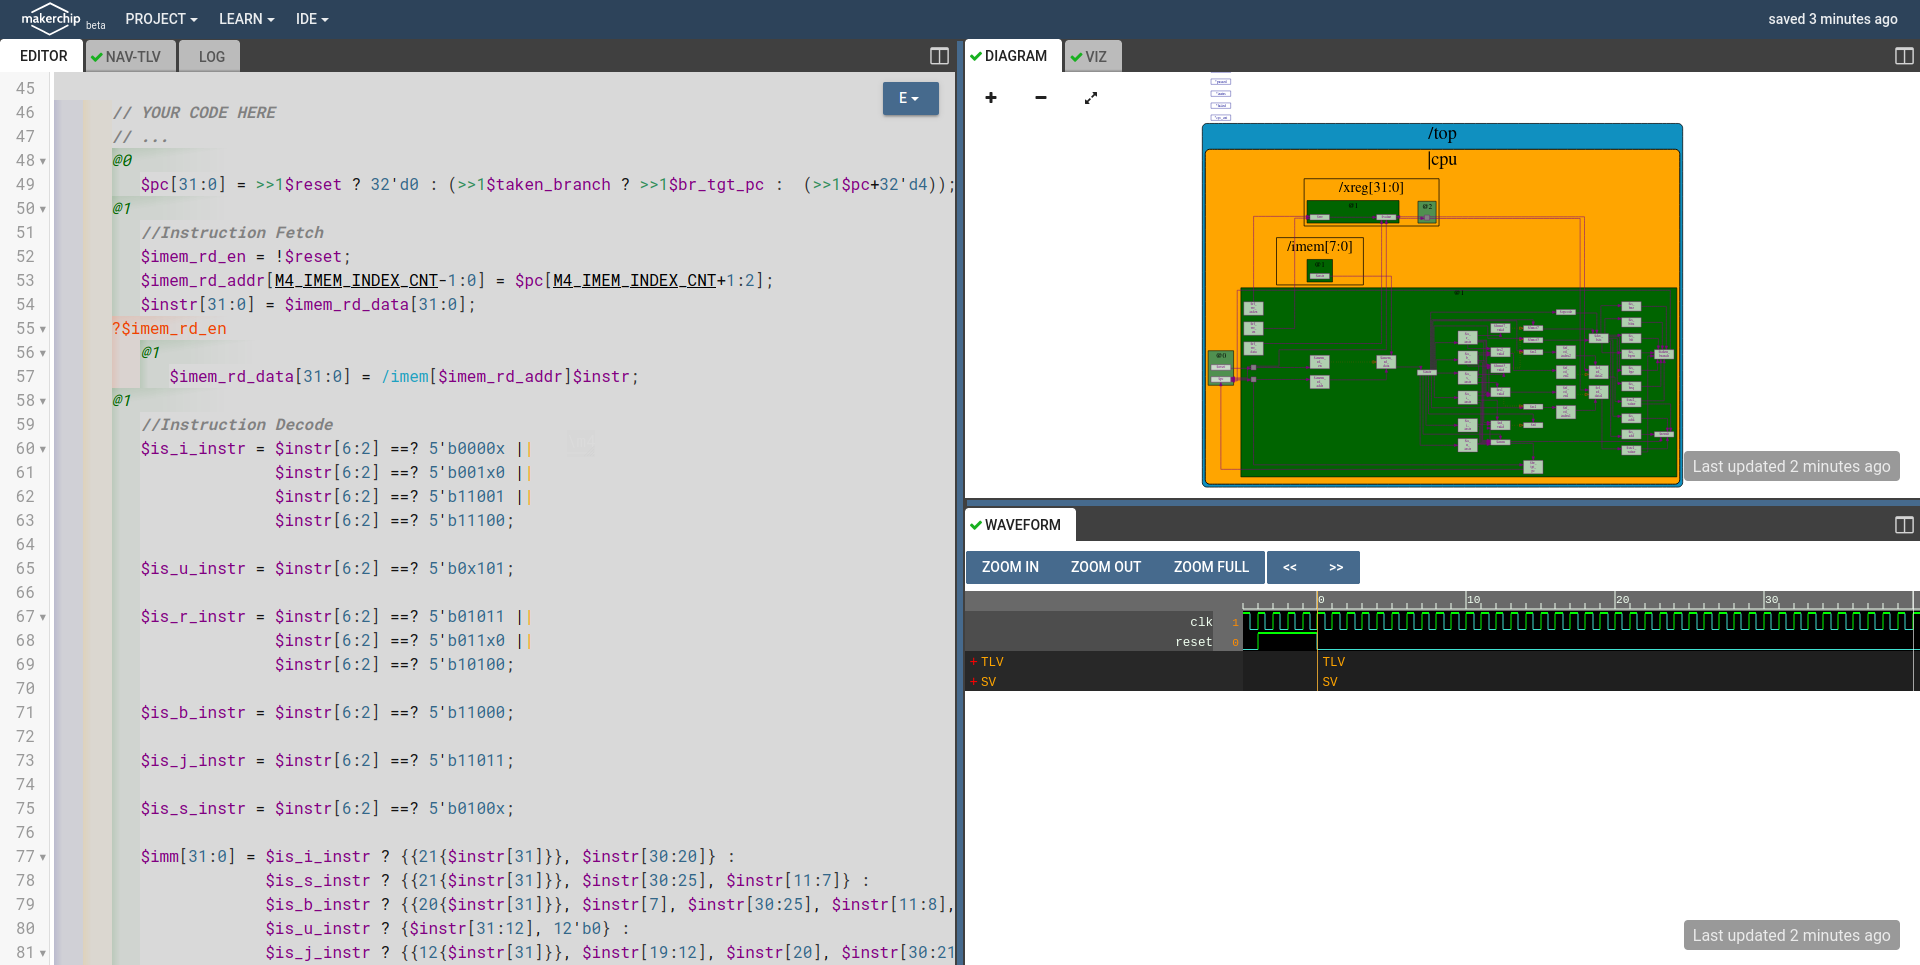 makerchip beta PROJECT LEARN IDE saved 3 minutes ago
EDITOR NAV-TLV LOG
45
46 // YOUR CODE HERE
47 // ...
48 @0
49 $pc[31:0] = >>1$reset ? 32'd0 : (>>1$taken_branch ? >>1$br_tgt_pc :  (>>1$pc+32'd4));
50 @1
51 //Instruction Fetch
52 $imem_rd_en = !$reset;
53 $imem_rd_addr[M4_IMEM_INDEX_CNT-1:0] = $pc[M4_IMEM_INDEX_CNT+1:2];
54 $instr[31:0] = $imem_rd_data[31:0];
55 ?$imem_rd_en
56 @1
57 $imem_rd_data[31:0] = /imem[$imem_rd_addr]$instr;
58 @1
59 //Instruction Decode
60 $is_i_instr = $instr[6:2] ==? 5'b0000x ||
61 $instr[6:2] ==? 5'b001x0 ||
62 $instr[6:2] ==? 5'b11001 ||
63 $instr[6:2] ==? 5'b11100;
64
65 $is_u_instr = $instr[6:2] ==? 5'b0x101;
66
67 $is_r_instr = $instr[6:2] ==? 5'b01011 ||
68 $instr[6:2] ==? 5'b011x0 ||
69 $instr[6:2] ==? 5'b10100;
70
71 $is_b_instr = $instr[6:2] ==? 5'b11000;
72
73 $is_j_instr = $instr[6:2] ==? 5'b11011;
74
75 $is_s_instr = $instr[6:2] ==? 5'b0100x;
76
77 $imm[31:0] = $is_i_instr ? {{21{$instr[31]}}, $instr[30:20]} :
78 $is_s_instr ? {{21{$instr[31]}}, $instr[30:25], $instr[11:7]} :
79 $is_b_instr ? {{20{$instr[31]}}, $instr[7], $instr[30:25], $instr[11:8],
80 $is_u_instr ? {$instr[31:12], 12'b0} :
81 $is_j_instr ? {{12{$instr[31]}}, $instr[19:12], $instr[20], $instr[30:21
E
DIAGRAM VIZ
+ −
/top
|cpu
/xreg[31:0]
@1 @2
/imem[7:0]
@1
@1
@0
Last updated 2 minutes ago
WAVEFORM
ZOOM IN ZOOM OUT ZOOM FULL << >>
0 10 20 30
clk 1
reset 0
+ TLV TLV
+ SV SV
Last updated 2 minutes ago